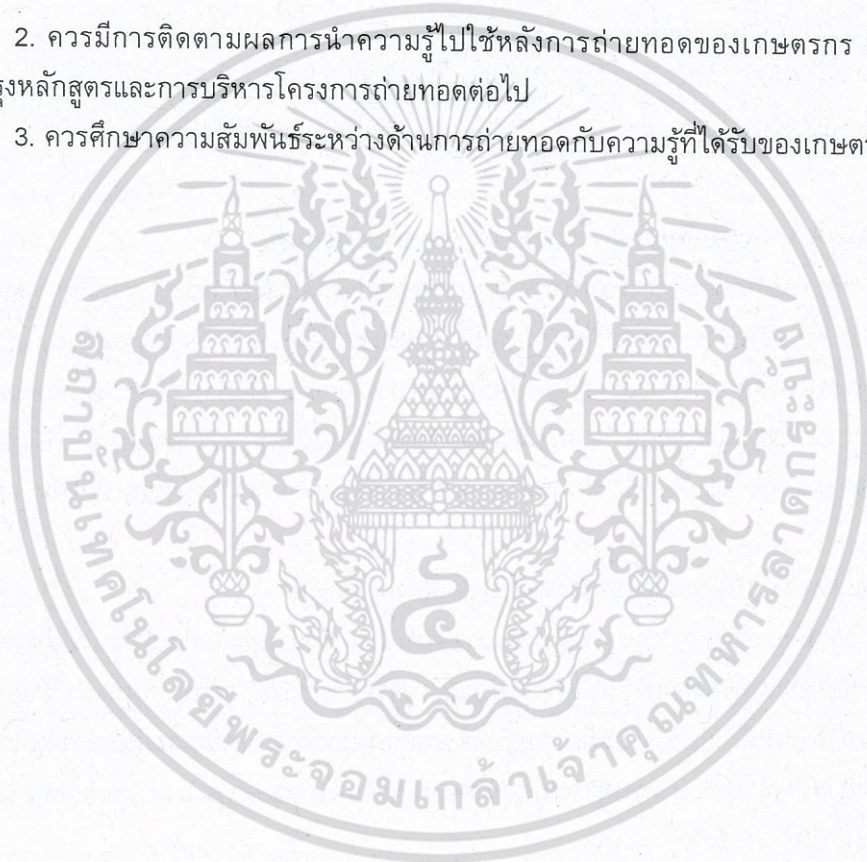 2. ควรมีการติดตามผลการนำความรู้ไปใช้หลังการถ่ายทอดของเกษตรกร
รุงหลักสูตรและการบริหารโครงการถ่ายทอดต่อไป
3. ควรศึกษาความสัมพันธ์ระหว่างด้านการถ่ายทอดกับความรู้ที่ได้รับของเกษต
สถาบันเทคโนโลยีพระจอมเกล้าเจ้าคุณทหารลาดกระบัง
๔